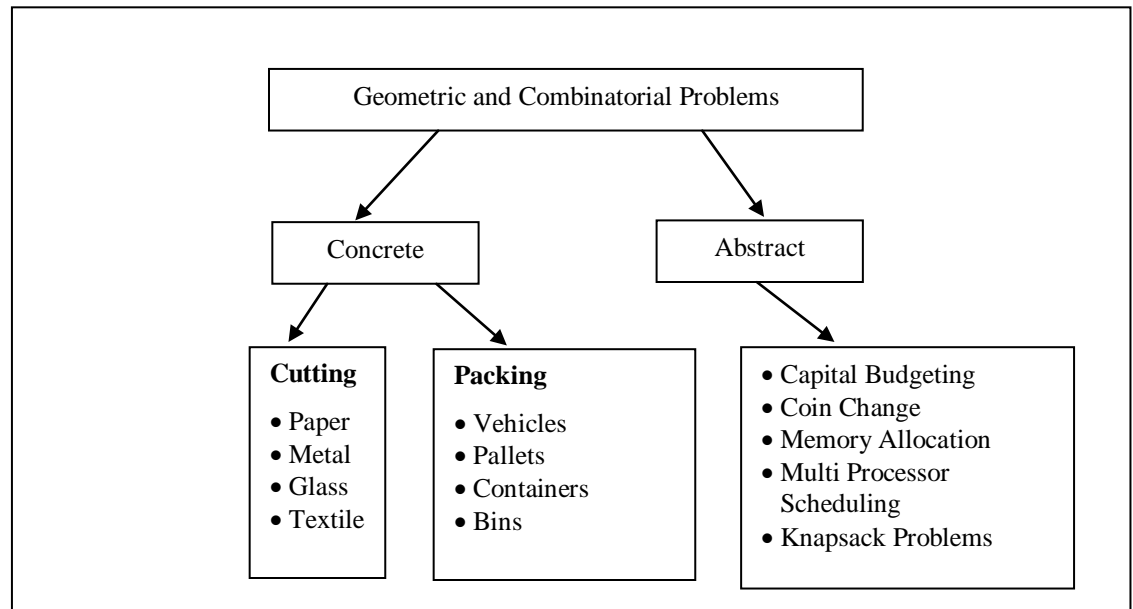 Geometric and Combinatorial Problems
Concrete
Abstract
Cutting
• Paper
• Metal
• Glass
• Textile
Packing
• Vehicles
• Pallets
• Containers
• Bins
• Capital Budgeting
• Coin Change
• Memory Allocation
• Multi Processor
Scheduling
• Knapsack Problems